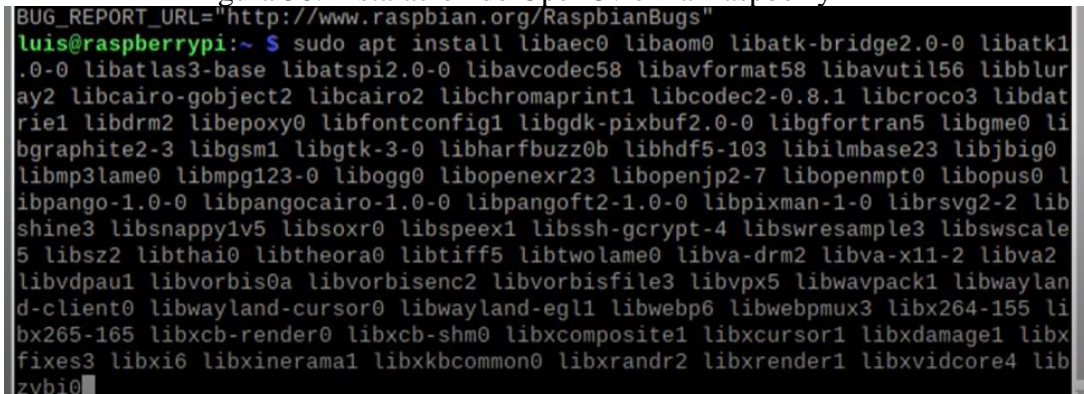 BUG_REPORT_URL="http://www.raspbian.org/RaspbianBugs"
luis@raspberrypi:~ $ sudo apt install libaec0 libaom0 libatk-bridge2.0-0 libatk1
.0-0 libatlas3-base libatspi2.0-0 libavcodec58 libavformat58 libavutil56 libblur
ay2 libcairo-gobject2 libcairo2 libchromaprint1 libcodec2-0.8.1 libcroco3 libdat
rie1 libdrm2 libepoxy0 libfontconfig1 libgdk-pixbuf2.0-0 libgfortran5 libgme0 li
bgraphite2-3 libgsm1 libgtk-3-0 libharfbuzz0b libhdf5-103 libilmbase23 libjbig0
libmp3lame0 libmpg123-0 libogg0 libopenexr23 libopenjp2-7 libopenmpt0 libopus0 l
ibpango-1.0-0 libpangocairo-1.0-0 libpangoft2-1.0-0 libpixman-1-0 librsvg2-2 lib
shine3 libsnappy1v5 libsoxr0 libspeex1 libssh-gcrypt-4 libswresample3 libswscale
5 libsz2 libthai0 libtheora0 libtiff5 libtwolame0 libva-drm2 libva-x11-2 libva2
libvdpau1 libvorbis0a libvorbisenc2 libvorbisfile3 libvpx5 libwavpack1 libwaylan
d-client0 libwayland-cursor0 libwayland-egl1 libwebp6 libwebpmux3 libx264-155 li
bx265-165 libxcb-render0 libxcb-shm0 libxcomposite1 libxcursor1 libxdamage1 libx
fixes3 libxi6 libxinerama1 libxkbcommon0 libxrandr2 libxrender1 libxvidcore4 lib
zvbi0